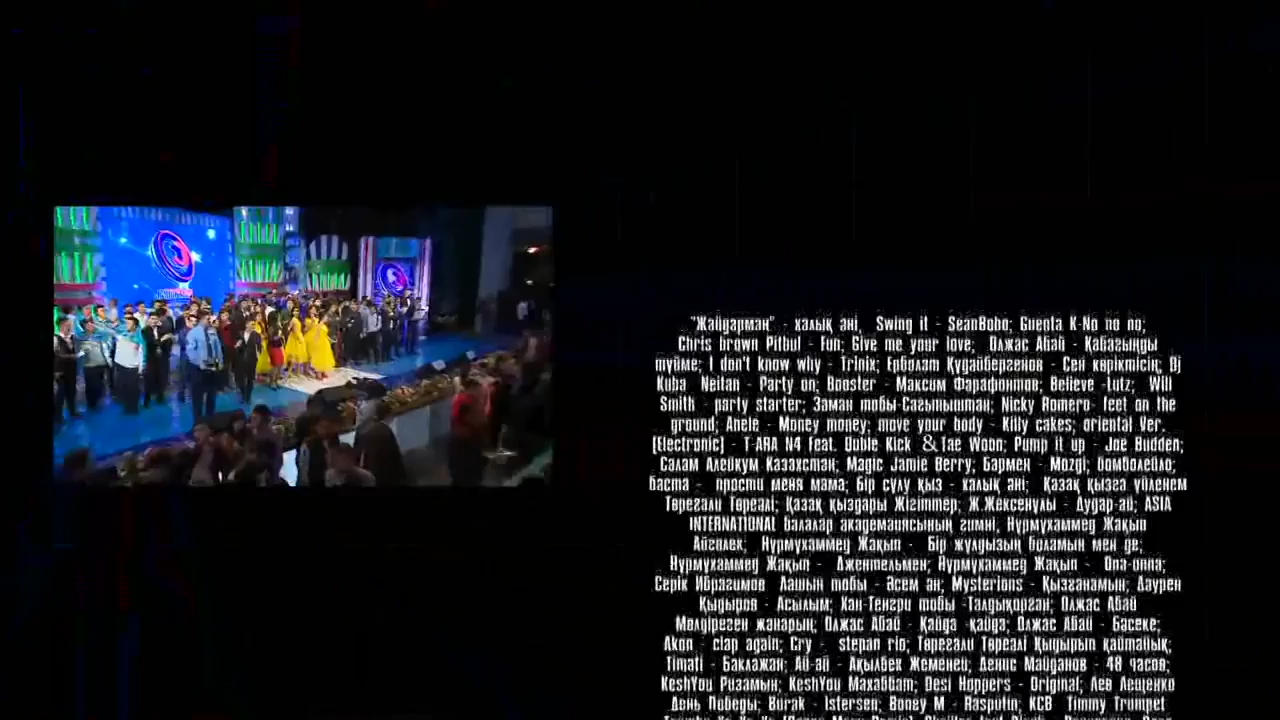 "Жайдарман" - халық әні, Swing it - SeanBobo; Guenta K-No no no;
Chris brown Pitbul - Fun; Give me your love; Олжас Абай - Қабағыңды
түйме; I don't know why - Trinix; Ерболат Құдайбергенов - Сен көріктісің; Dj
Kuba Neitan - Party on; Booster - Максим Фарафонтов; Believe -Lutz; Will
Smith party starter; Заман тобы-Сағыныштан; Nicky Romero- feet on the
ground; Anele - Money money; move your body - Killy cakes; oriental Ver.
(Electronic) - T-ARA N4 feat. Duble Kick & Tae Woon; Pump it up - Joe Budden;
Салам Алейкум Казахстан; Magic Jamie Berry; Бармен - Mozgi; бомболейло;
баста - прости меня мама; Бір сұлу қыз - халық әні; Қазақ қызға үйленем
Төреғали Төреәлі; Қазақ қыздары Жігіттер; Ж.Жексенұлы - Дудар-ай; ASIA
INTERNATIONAL балалар академиясының гимні, Нұрмұхаммед Жақып
Айгөлек; Нұрмұхаммед Жақып - Бір жұлдызың боламын мен де;
Нұрмұхаммед Жақып - Джентельмен; Нұрмұхаммед Жақып - Опа-оппа;
Серік Ибрагимов Лашын тобы - Әсем ән; Mysterions - Қызғанамын; Даурен
Қыдыров - Асылым; Хан-Тенгри тобы -Талдықорған; Олжас Абай
Мөлдіреген жанарың; Олжас Абай - Қайда -қайда; Олжас Абай - Бәсеке;
Akon - clap again; Cry - stepan rio; Төреғали Төреәлі Қыдырып қайтайық;
Timati - Баклажан; Ай-ай - Ақылбек Жеменей; Денис Майданов - 48 часов;
KeshYou Ризамын; KeshYou Махаббат; Desi Hoppers - Original; Лев Лещенко
День Победы; Burak - Istersen; Boney M - Rasputin; KCB Timmy Trumpet